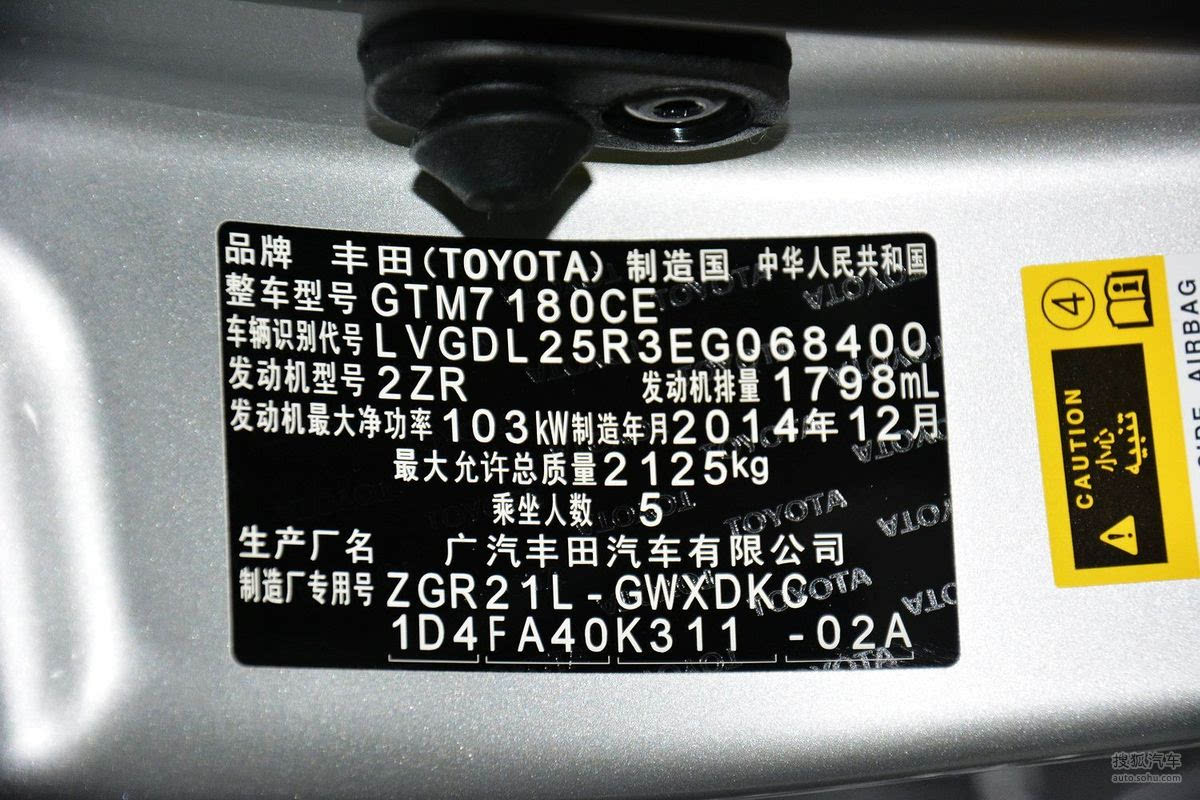 品牌 丰田(TOYOTA) 制造国 中华人民共和国
整车型号 GTM7180CE
车辆识别代号 LVGDL25R3EG068400
发动机型号 2ZR 发动机排量 1798mL
发动机最大净功率 103kW 制造年月 2014年12月
最大允许总质量 2125kg
乘坐人数 5
生产厂名 广汽丰田汽车有限公司
制造厂专用号 ZGR21L-GWXDKC
1D4FA40K311 -02A
4
CAUTION
小心
تنبيه
AIRBAG
搜狐汽车
auto.sohu.com